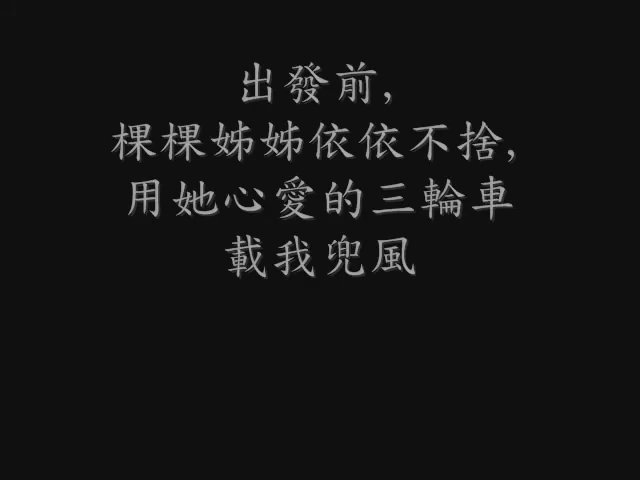 出發前,
棵棵姊姊依依不捨,
用她心愛的三輪車
載我兜風